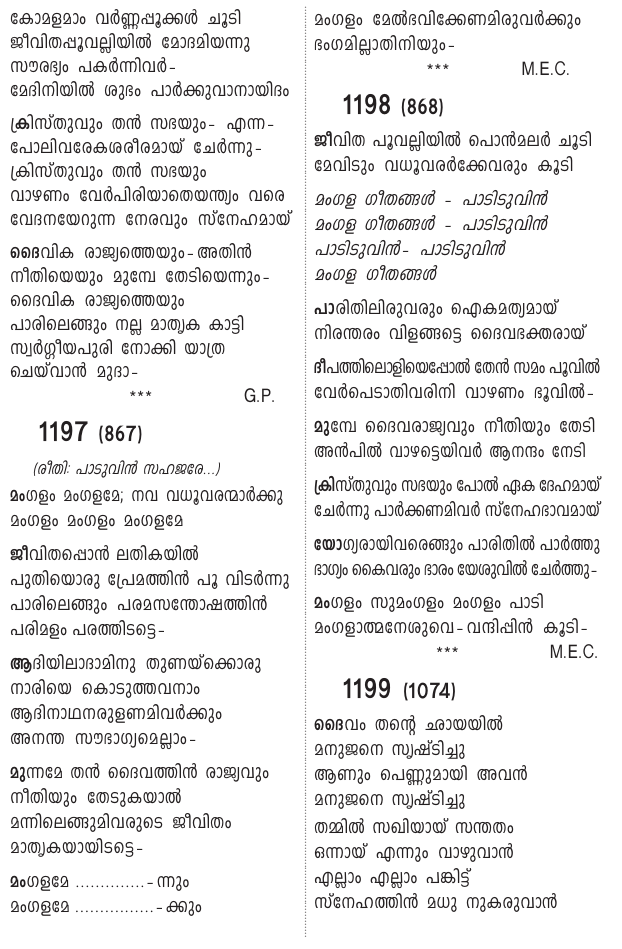 കോമളമാം വർണ്ണപ്പൂക്കൾ ചൂടി
ജീവിതപ്പൂവല്ലിയിൽ മോദമിയന്നു
സൗരഭ്യം പകർന്നിവർ-
മേദിനിയിൽ ശുഭം പാർക്കുവാനായിദം
ക്രിസ്തുവും തൻ സഭയും- എന്ന-
പോലിവരേകശരീരമായ് ചേർന്നു-
ക്രിസ്തുവും തൻ സഭയും
വാഴണം വേർപിരിയാതെയന്ത്യം വരെ
വേദനയേറുന്ന നേരവും സ്നേഹമായ്
ദൈവിക രാജ്യത്തെയും-അതിൻ
നീതിയെയും മുമ്പേ തേടിയെന്നും-
ദൈവിക രാജ്യത്തെയും
പാരിലെങ്ങും നല്ല മാതൃക കാട്ടി
സ്വർഗ്ഗീയപുരി നോക്കി യാത്ര
ചെയ്‌വാൻ മുദാ-
*** G.P.
1197 (867)
(രീതി: പാടുവിൻ സഹജരേ...)
മംഗളം മംഗളമേ; നവ വധൂവരന്മാർക്കു
മംഗളം മംഗളം മംഗളമേ
ജീവിതപ്പൊൻ ലതികയിൽ
പുതിയൊരു പ്രേമത്തിൻ പൂ വിടർന്നു
പാരിലെങ്ങും പരമസന്തോഷത്തിൻ
പരിമളം പരത്തിടട്ടെ-
ആദിയിലാദാമിനു തുണയ്ക്കൊരു
നാരിയെ കൊടുത്തവനാം
ആദിനാഥനരുളണമിവർക്കും
അനന്ത സൗഭാഗ്യമെല്ലാം-
മുന്നമേ തൻ ദൈവത്തിൻ രാജ്യവും
നീതിയും തേടുകയാൽ
മന്നിലെങ്ങുമിവരുടെ ജീവിതം
മാതൃകയായിടട്ടെ-
മംഗളമേ ..............-ന്നും
മംഗളമേ ................-ക്കും
മംഗളം മേൽഭവിക്കേണമിരുവർക്കും
ഭംഗമില്ലാതിനിയും-
*** M.E.C.
1198 (868)
ജീവിത പൂവല്ലിയിൽ പൊൻമലർ ചൂടി
മേവിടും വധൂവരർക്കേവരും കൂടി
മംഗള ഗീതങ്ങൾ - പാടിടുവിൻ
മംഗള ഗീതങ്ങൾ - പാടിടുവിൻ
പാടിടുവിൻ- പാടിടുവിൻ
മംഗള ഗീതങ്ങൾ
പാരിതിലിരുവരും ഐകമത്യമായ്
നിരന്തരം വിളങ്ങട്ടെ ദൈവഭക്തരായ്
ദീപത്തിലൊളിയെപ്പോൽ തേൻ സമം പൂവിൽ
വേർപെടാതിവരിനി വാഴണം ഭൂവിൽ-
മുമ്പേ ദൈവരാജ്യവും നീതിയും തേടി
അൻപിൽ വാഴട്ടെയിവർ ആനന്ദം നേടി
ക്രിസ്തുവും സഭയും പോൽ ഏക ദേഹമായ്
ചേർന്നു പാർക്കണമിവർ സ്നേഹഭാവമായ്
യോഗ്യരായിവരെങ്ങും പാരിതിൽ പാർത്തു
ഭാഗ്യം കൈവരും ഭാരം യേശുവിൽ ചേർത്തു-
മംഗളം സുമംഗളം മംഗളം പാടി
മംഗളാത്മനേശുവെ-വന്ദിപ്പിൻ കൂടി-
*** M.E.C.
1199 (1074)
ദൈവം തന്റെ ഛായയിൽ
മനുജനെ സൃഷ്ടിച്ചു
ആണും പെണ്ണുമായി അവൻ
മനുജനെ സൃഷ്ടിച്ചു
തമ്മിൽ സഖിയായ് സന്തതം
ഒന്നായ് എന്നും വാഴുവാൻ
എല്ലാം എല്ലാം പങ്കിട്ട്
സ്നേഹത്തിൻ മധു നുകരുവാൻ